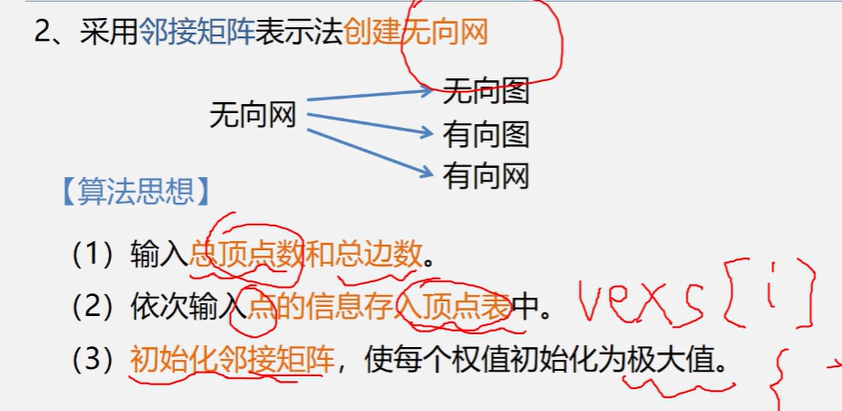 2、采用邻接矩阵表示法创建无向网
无向网
无向图
有向图
有向网
【算法思想】
（1）输入总顶点数和总边数。
（2）依次输入点的信息存入顶点表中。
vexs[i]
（3）初始化邻接矩阵，使每个权值初始化为极大值。
{